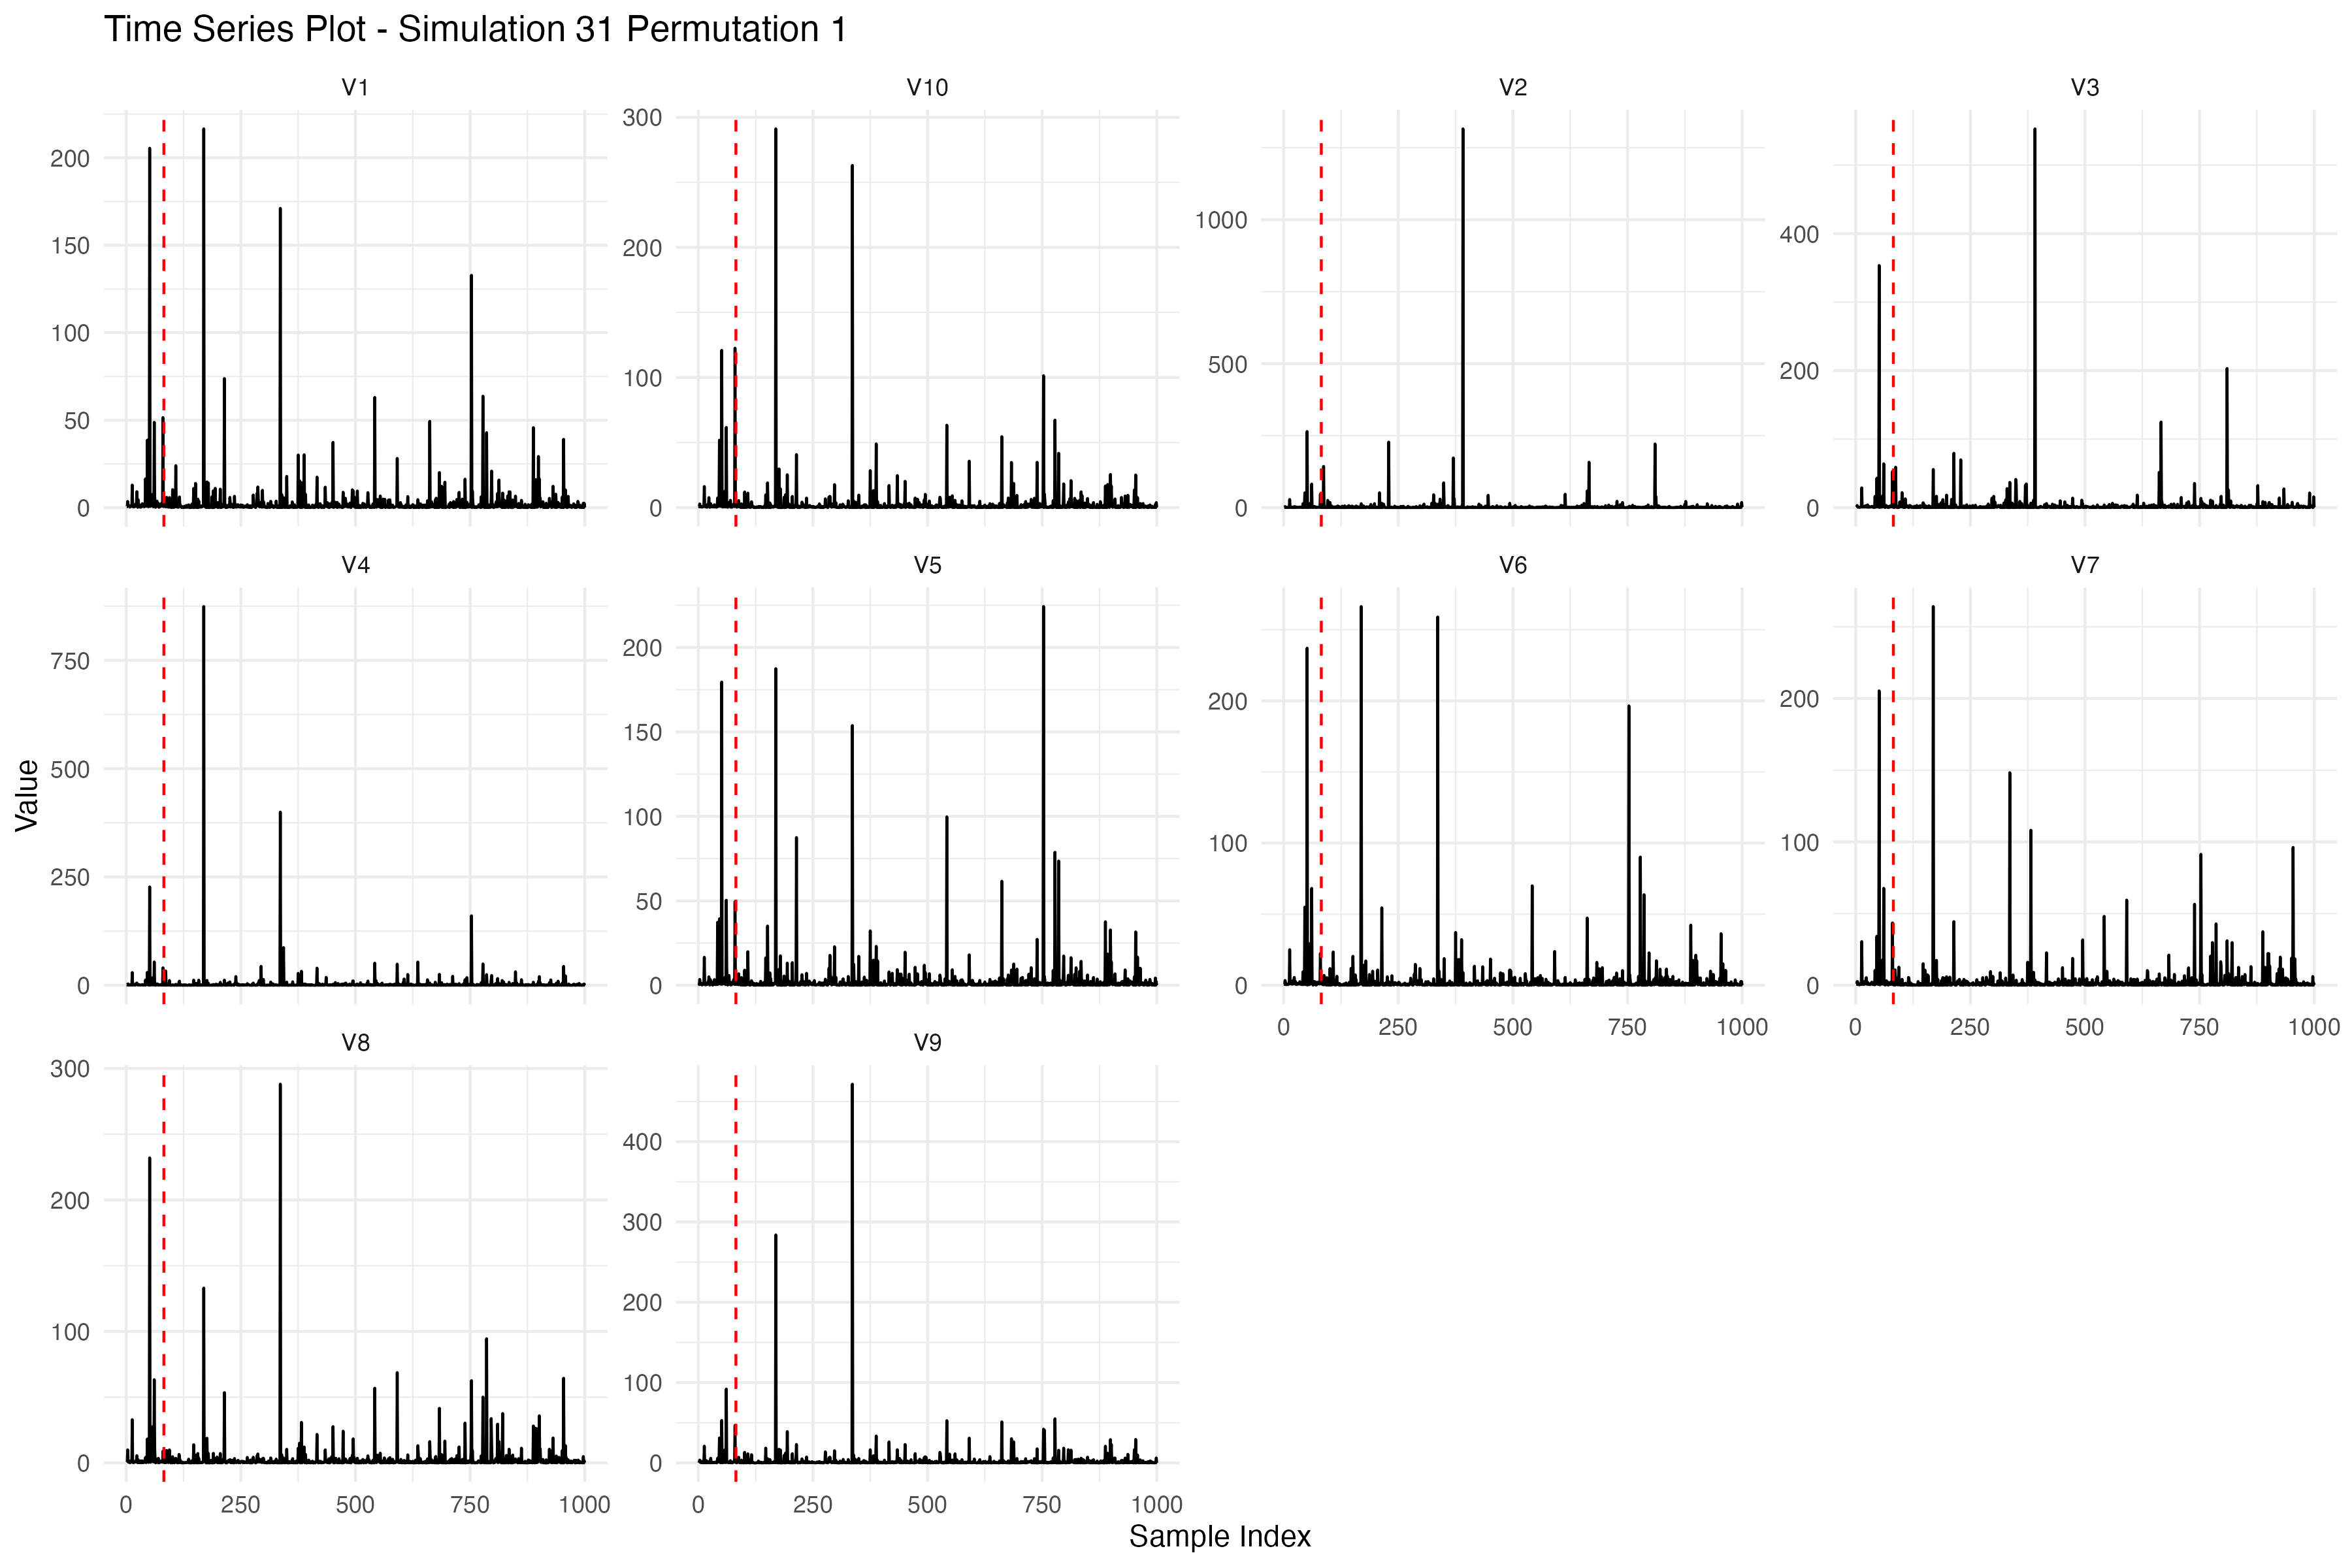 Time Series Plot - Simulation 31 Permutation 1
V1 V10 V2 V3
200 150 100 50 0
300 200 100 0
1000 500 0
400 200 0
V4 V5 V6 V7
750 500 250 0
200 150 100 50 0
200 100 0
200 100 0
0 250 500 750 1000
0 250 500 750 1000
Value
V8 V9
300 200 100 0
400 300 200 100 0
0 250 500 750 1000
0 250 500 750 1000
Sample Index